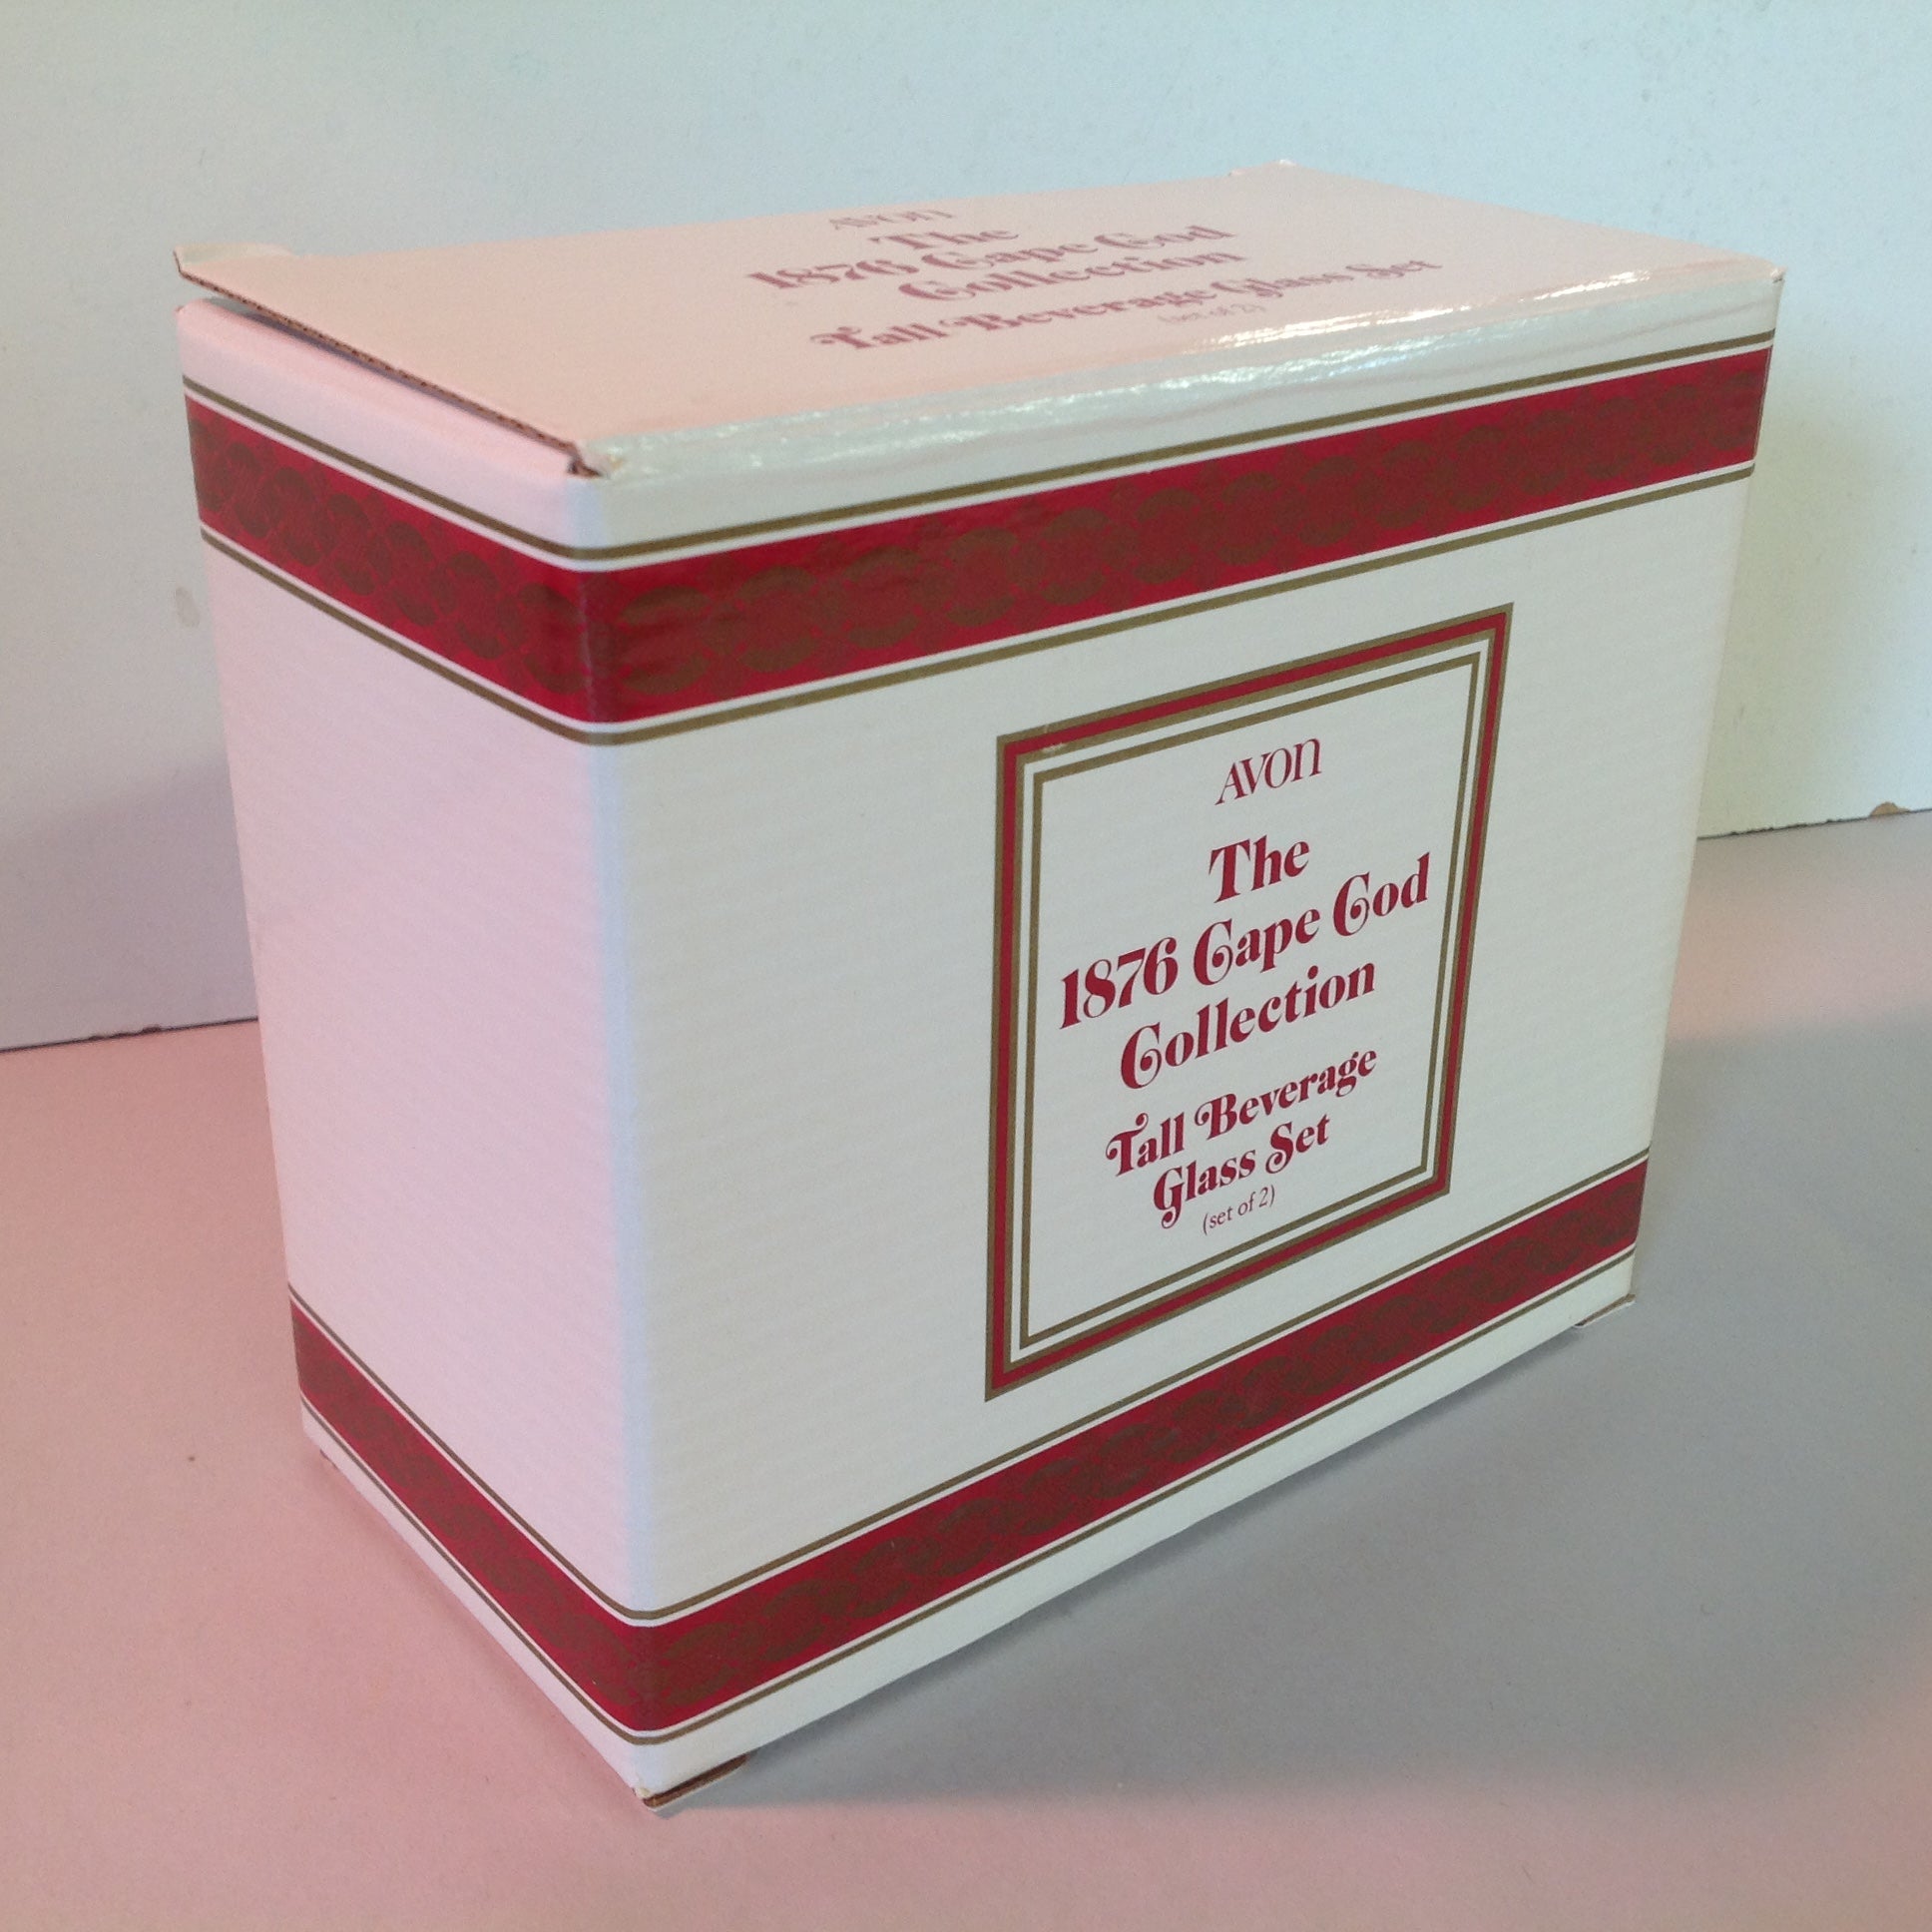 AVON
The
1876 Cape Cod
Collection
Tall Beverage Glass Set
(set of 2)
AVON
The
1876 Cape Cod
Collection
Tall Beverage
Glass Set
(set of 2)